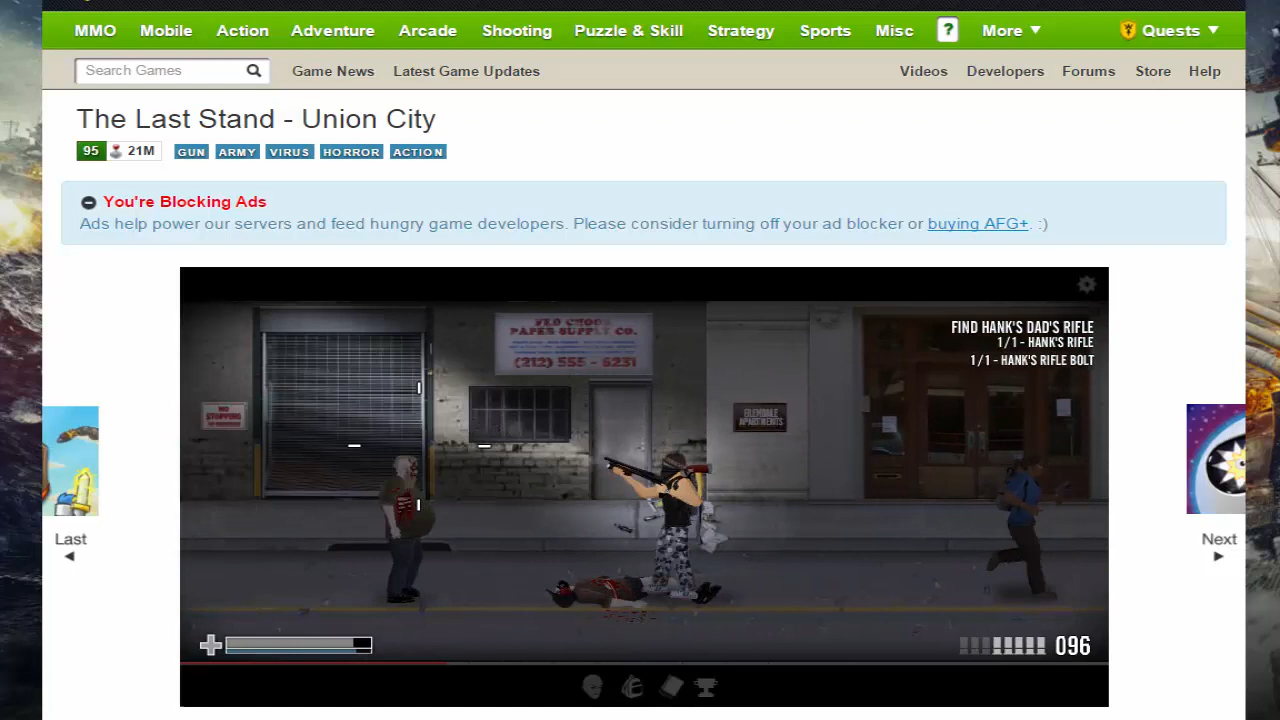 MMO Mobile Action Adventure Arcade Shooting Puzzle & Skill Strategy Sports Misc ? More Quests
Search Games Game News Latest Game Updates Videos Developers Forums Store Help
The Last Stand - Union City
95 21M GUN ARMY VIRUS HORROR ACTION
You're Blocking Ads
Ads help power our servers and feed hungry game developers. Please consider turning off your ad blocker or buying AFG+. :)
FIND HANK'S DAD'S RIFLE
1/1 - HANK'S RIFLE
1/1 - HANK'S RIFLE BOLT
PAPER SUPPLY CO.
(212) 555 - 6231
NO
STOPPING
GLENDALE
APARTMENTS
Last
Next
096